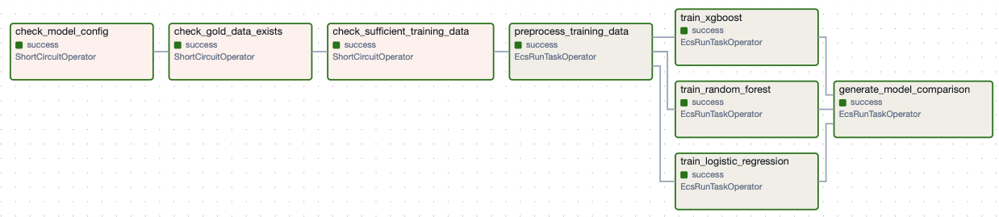 check_model_config
success
ShortCircuitOperator
check_gold_data_exists
success
ShortCircuitOperator
check_sufficient_training_data
success
ShortCircuitOperator
preprocess_training_data
success
EcsRunTaskOperator
train_xgboost
success
EcsRunTaskOperator
train_random_forest
success
EcsRunTaskOperator
train_logistic_regression
success
EcsRunTaskOperator
generate_model_comparison
success
EcsRunTaskOperator